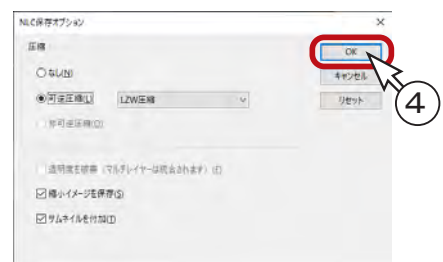 NLC保存オプション
圧縮
なし(N)
可逆圧縮(L)
LZW圧縮
非可逆圧縮(O)
透明度を破棄（マルチレイヤーは統合されます）(E)
縮小イメージを保存(S)
サムネイルを付加(T)
OK
キャンセル
リセット
4